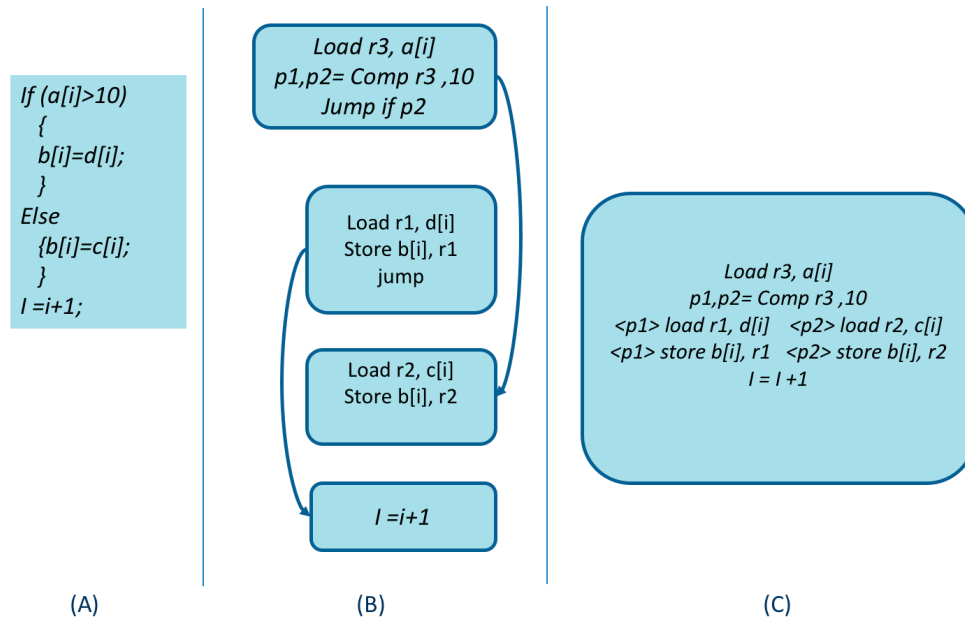 If (a[i]>10)
{
b[i]=d[i];
}
Else
{b[i]=c[i];
}
I =i+1;
(A)
Load r3, a[i]
p1,p2= Comp r3 ,10
Jump if p2
Load r1, d[i]
Store b[i], r1
jump
Load r2, c[i]
Store b[i], r2
I =i+1
(B)
Load r3, a[i]
p1,p2= Comp r3 ,10
<p1> load r1, d[i] <p2> load r2, c[i]
<p1> store b[i], r1 <p2> store b[i], r2
I = I +1
(C)